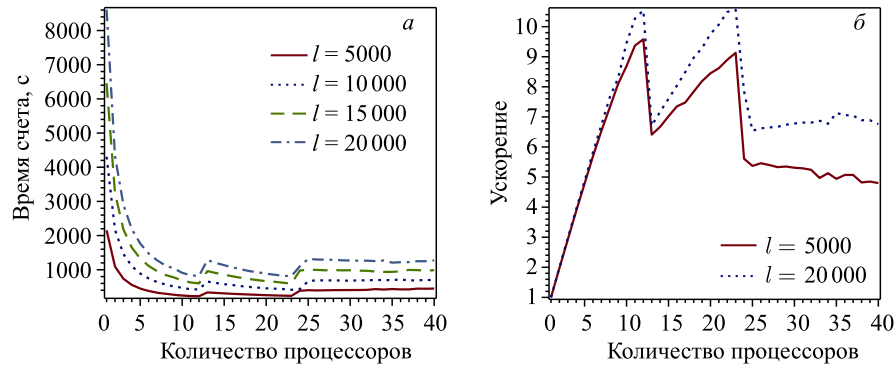 а
8000
7000
6000
5000
4000
3000
2000
1000
Время счета, с
l = 5000
l = 10 000
l = 15 000
l = 20 000
0 5 10 15 20 25 30 35 40
Количество процессоров
б
10
9
8
7
6
5
4
3
2
1
Ускорение
l = 5000
l = 20 000
0 5 10 15 20 25 30 35 40
Количество процессоров